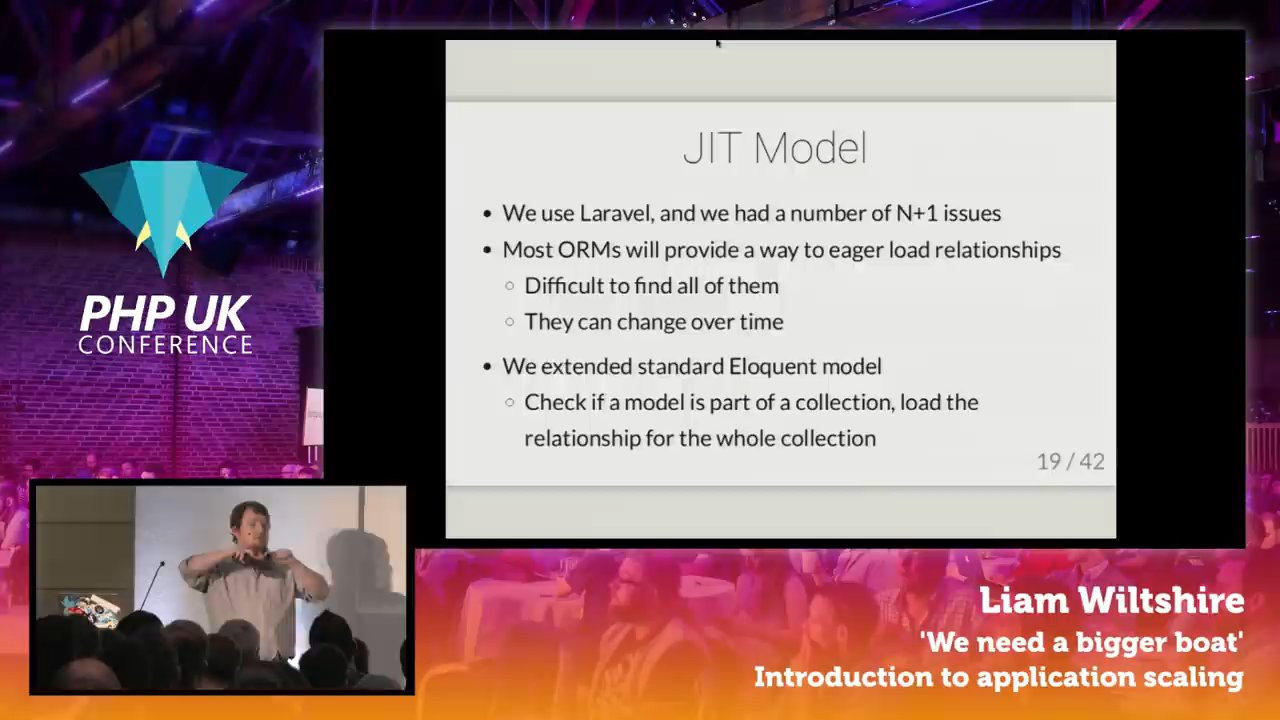 JIT Model
• We use Laravel, and we had a number of N+1 issues
• Most ORMs will provide a way to eager load relationships
◦ Difficult to find all of them
◦ They can change over time
• We extended standard Eloquent model
◦ Check if a model is part of a collection, load the
relationship for the whole collection
19 / 42
PHP UK
CONFERENCE
Liam Wiltshire
'We need a bigger boat'
Introduction to application scaling